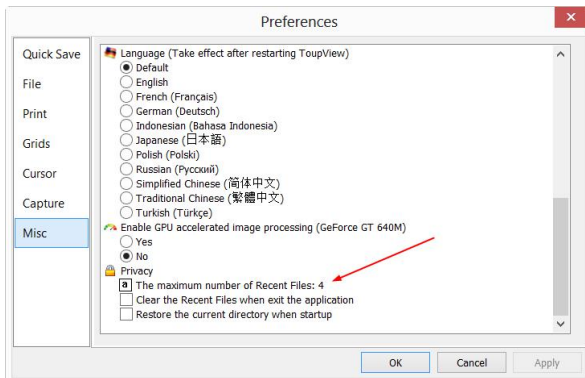 Preferences
Quick Save
File
Print
Grids
Cursor
Capture
Misc
Language (Take effect after restarting ToupView)
Default
English
French (Français)
German (Deutsch)
Indonesian (Bahasa Indonesia)
Japanese (日本語)
Polish (Polski)
Russian (Русский)
Simplified Chinese (简体中文)
Traditional Chinese (繁體中文)
Turkish (Türkçe)
Enable GPU accelerated image processing (GeForce GT 640M)
Yes
No
Privacy
a The maximum number of Recent Files: 4
Clear the Recent Files when exit the application
Restore the current directory when startup
OK Cancel Apply